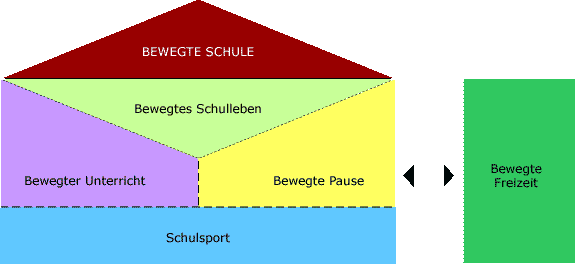 BEWEGTE SCHULE
Bewegtes Schulleben
Bewegter Unterricht
Bewegte Pause
Bewegte
Freizeit
Schulsport